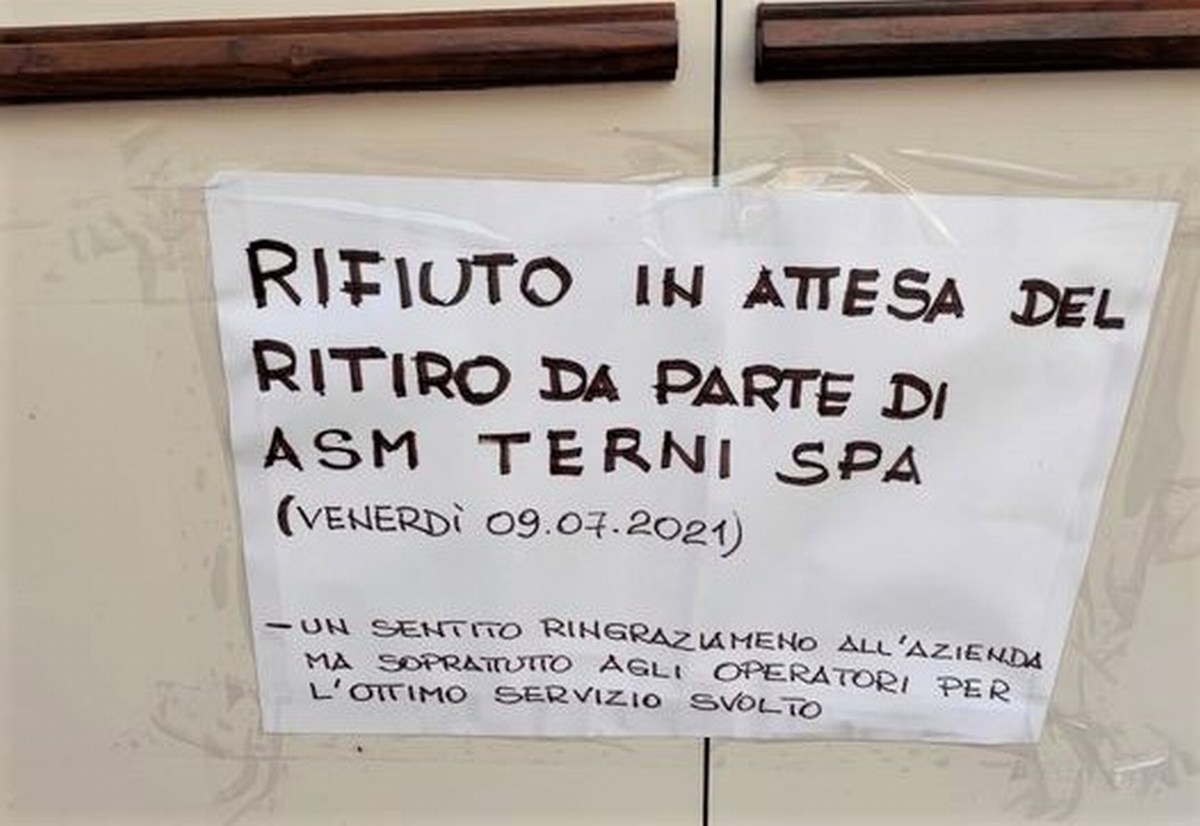 RIFIUTO IN ATTESA DEL
RITIRO DA PARTE DI
ASM TERNI SPA
(VENERDÌ 09.07.2021)
- UN SENTITO RINGRAZIAMENO ALL'AZIENDA
MA SOPRATTUTTO AGLI OPERATORI PER
L'OTTIMO SERVIZIO SVOLTO